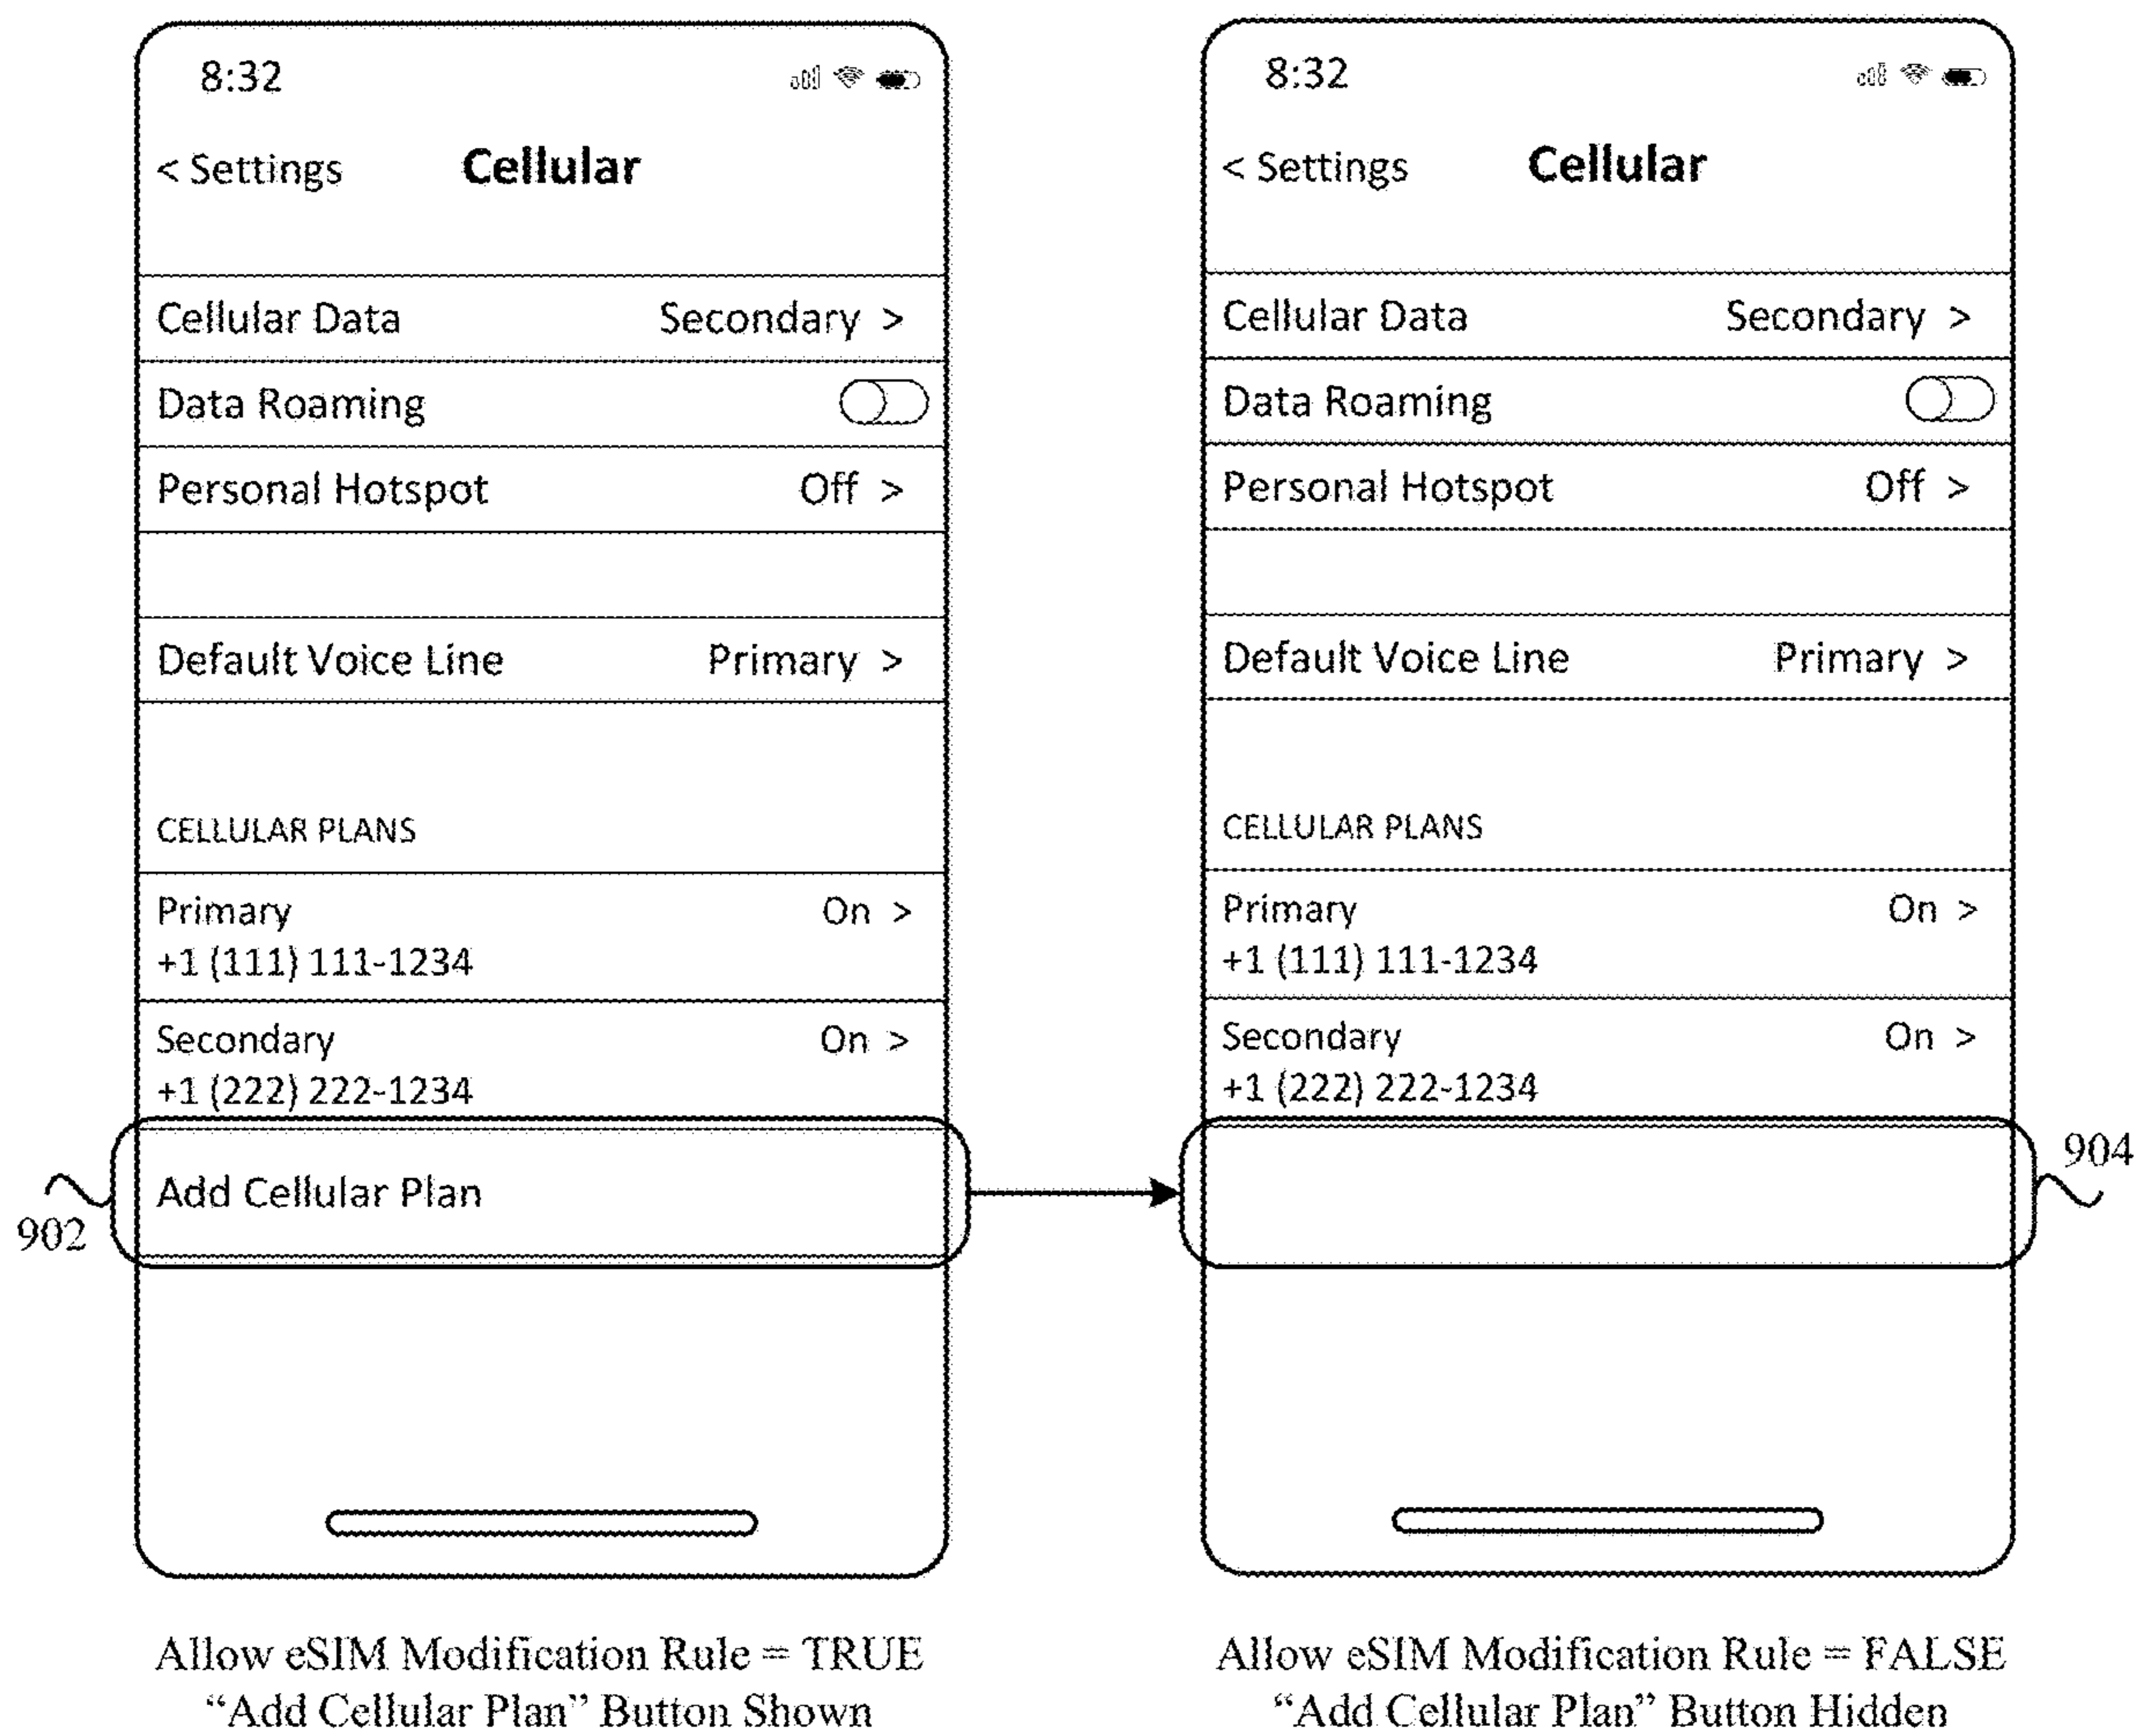 8:32
< Settings Cellular
Cellular Data Secondary >
Data Roaming
Personal Hotspot Off >
Default Voice Line Primary >
CELLULAR PLANS
Primary On >
+1 (111) 111-1234
Secondary On >
+1 (222) 222-1234
Add Cellular Plan
902
Allow eSIM Modification Rule = TRUE
“Add Cellular Plan” Button Shown
8:32
< Settings Cellular
Cellular Data Secondary >
Data Roaming
Personal Hotspot Off >
Default Voice Line Primary >
CELLULAR PLANS
Primary On >
+1 (111) 111-1234
Secondary On >
+1 (222) 222-1234
904
Allow eSIM Modification Rule = FALSE
“Add Cellular Plan” Button Hidden